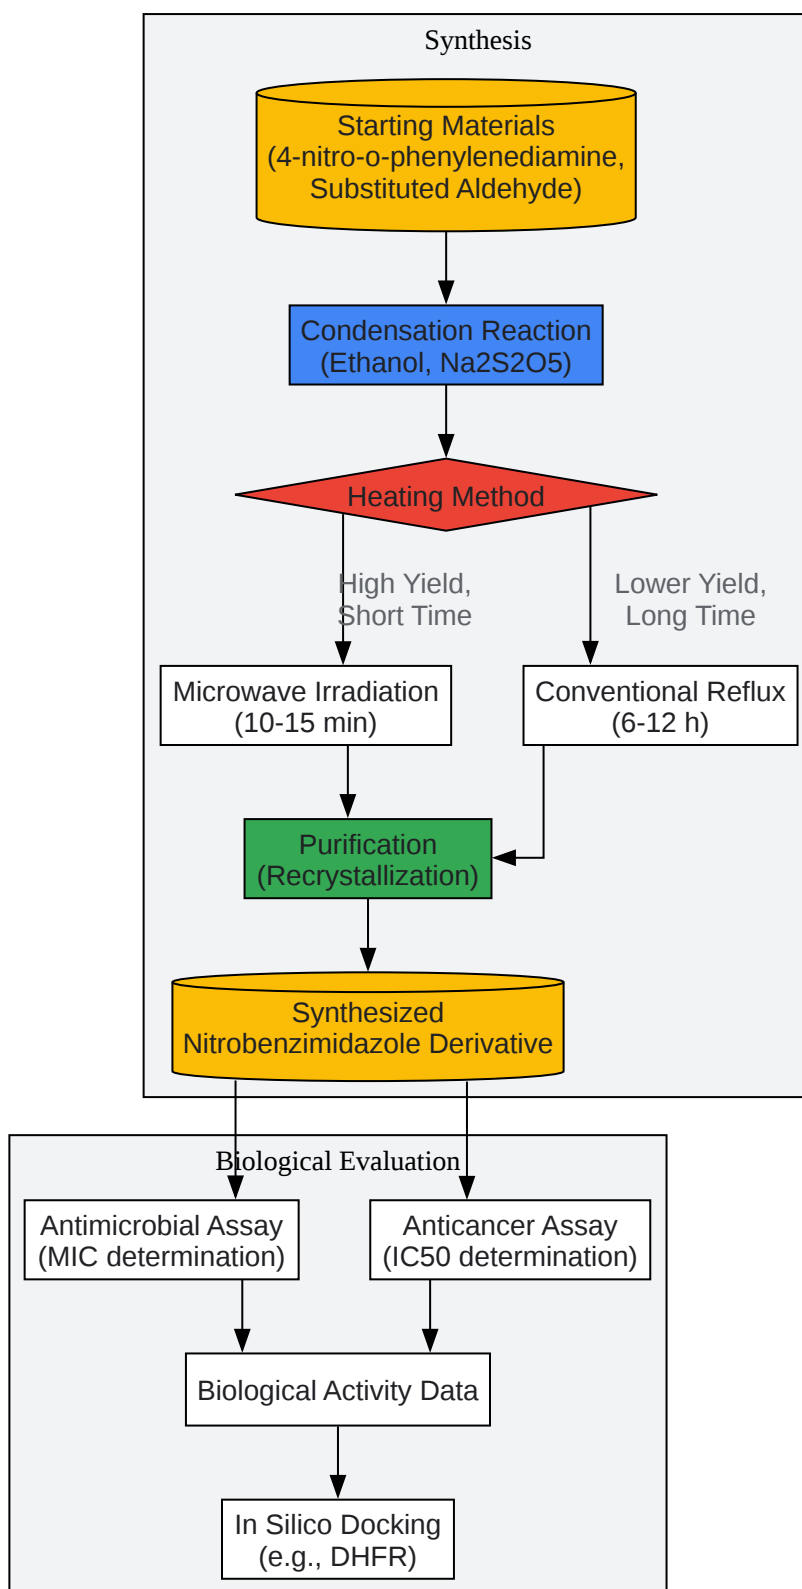 Synthesis
Starting Materials
(4-nitro-o-phenylenediamine,
Substituted Aldehyde)
Condensation Reaction
(Ethanol, Na2S2O5)
Heating Method
High Yield,
Short Time
Lower Yield,
Long Time
Microwave Irradiation
(10-15 min)
Conventional Reflux
(6-12 h)
Purification
(Recrystallization)
Synthesized
Nitrobenzimidazole Derivative
Biological Evaluation
Antimicrobial Assay
(MIC determination)
Anticancer Assay
(IC50 determination)
Biological Activity Data
In Silico Docking
(e.g., DHFR)